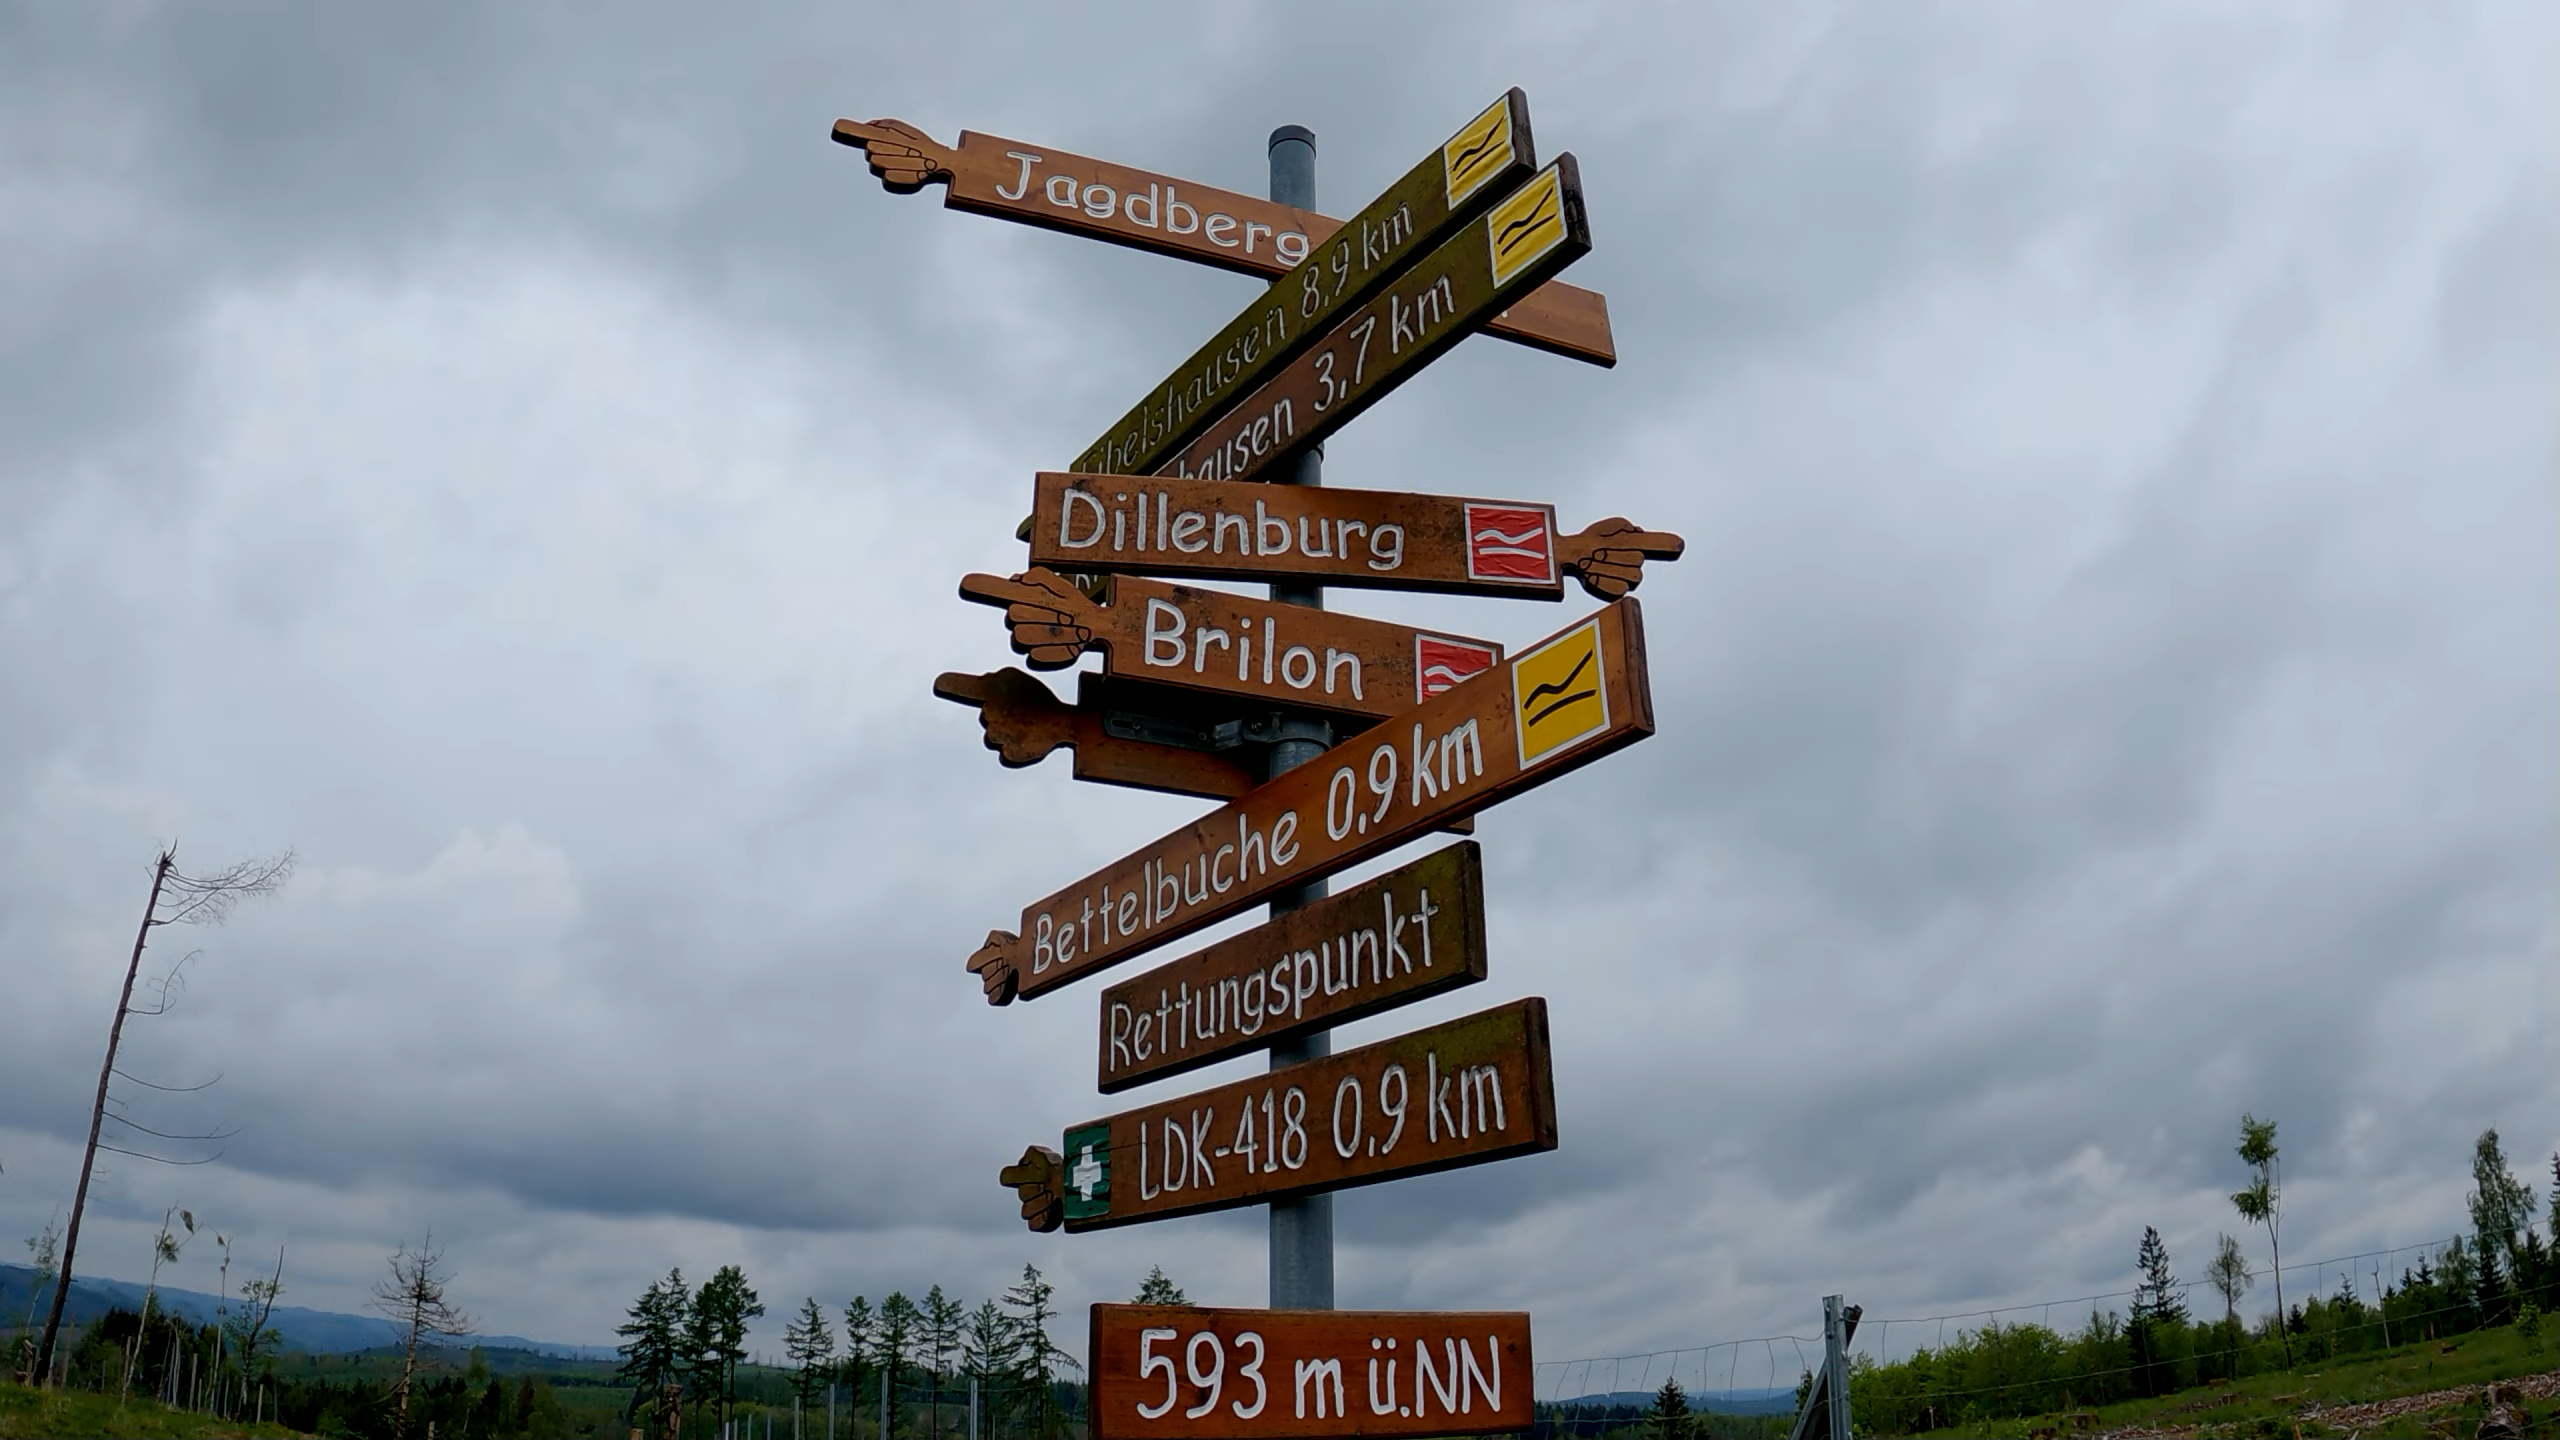 Jagdberg
Eibelshausen 8,9 km
hausen 3,7 km
Dillenburg
Brilon
Bettelbuche 0,9 km
Rettungspunkt
LDK-418 0,9 km
593 m ü.NN